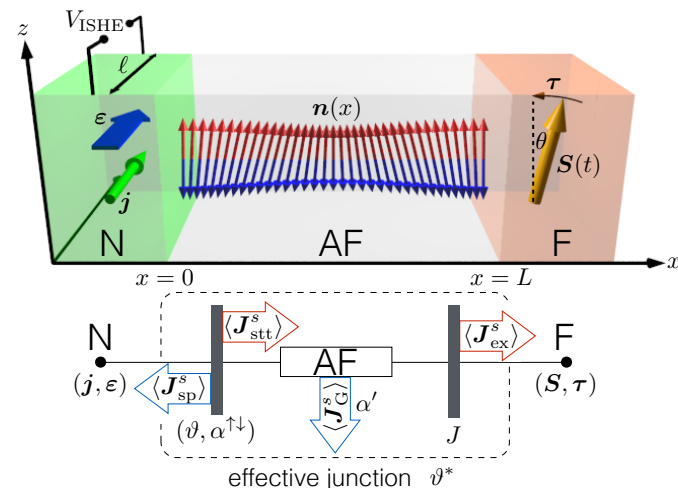 z
V_ISHE
ℓ
n(x)
τ
ε
θ
S(t)
j
N AF F
x
x = 0 x = L
⟨J^s_stt⟩
N AF ⟨J^s_ex⟩ F
(j, ε) ⟨J^s_sp⟩ ⟨J^s_G⟩ α′ (S, τ)
(ϑ, α^↑↓) J
effective junction ϑ*